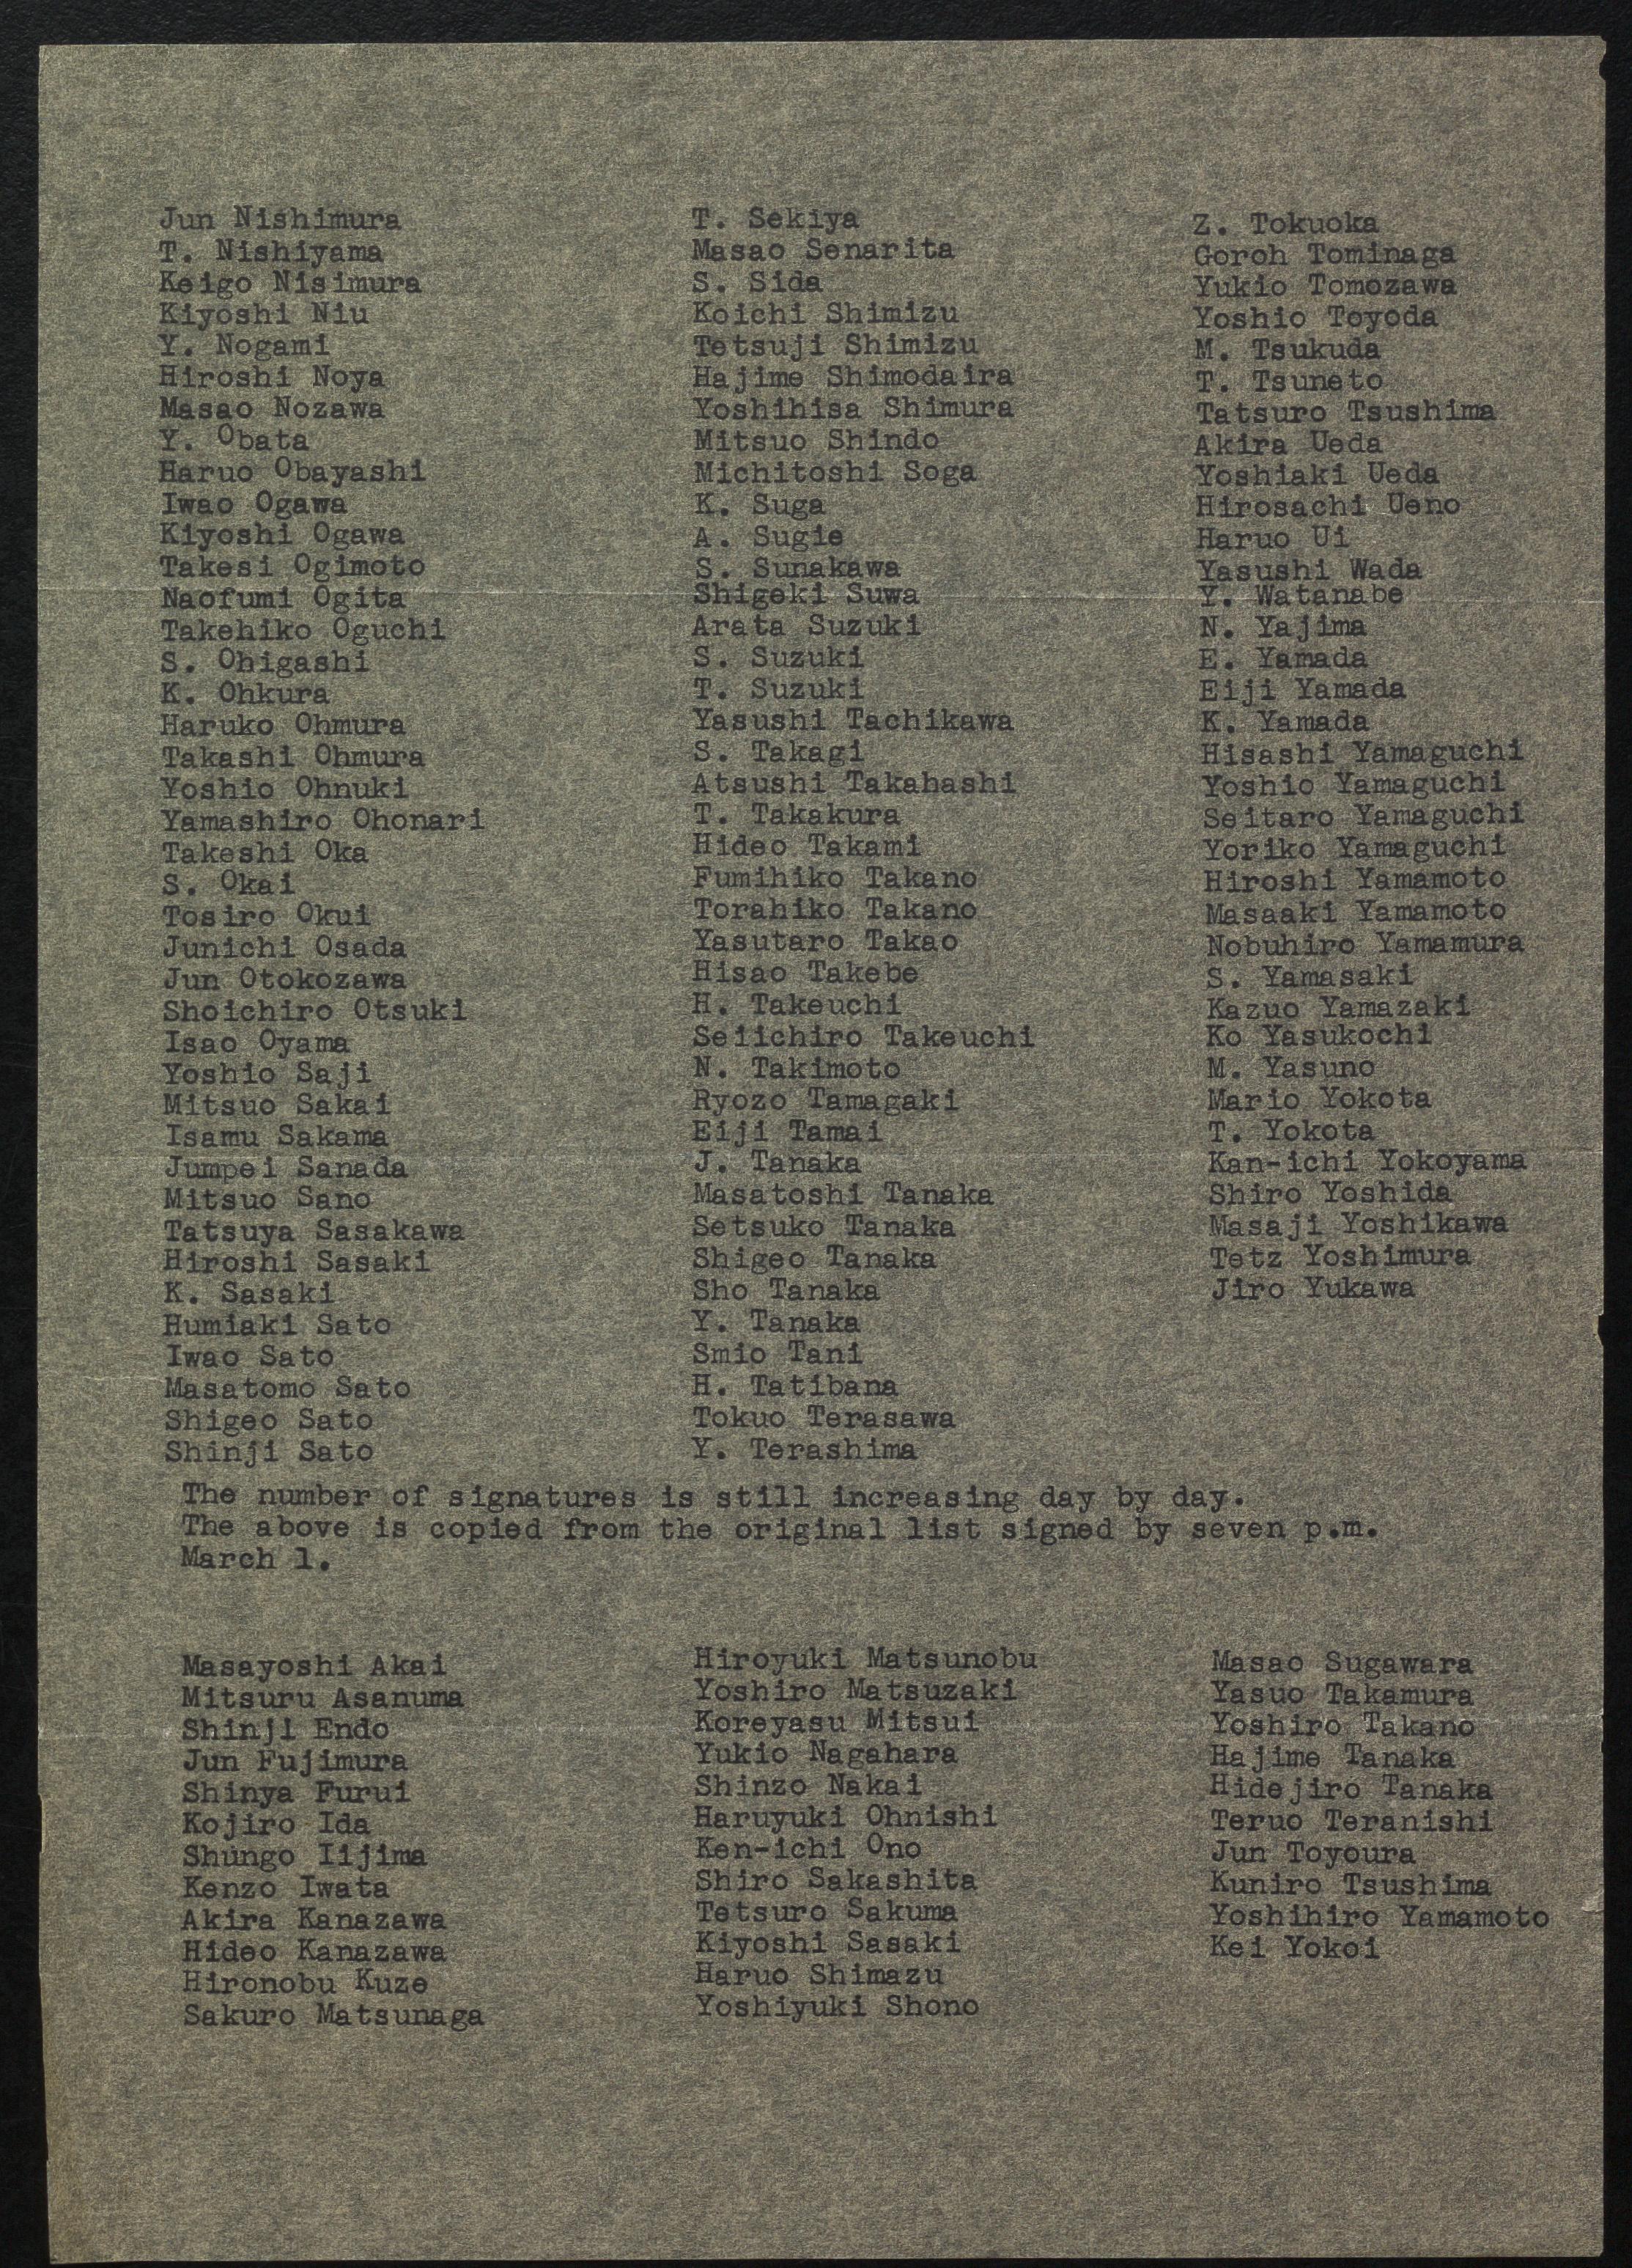 Jun Nishimura
T. Nishiyama
Keigo Nisimura
Kiyoshi Niu
Y. Nogami
Hiroshi Noya
Masao Nozawa
Y. Obata
Haruo Obayashi
Iwao Ogawa
Kiyoshi Ogawa
Takesi Ogimoto
Naofumi Ogita
Takehiko Oguchi
S. Ohigashi
K. Ohkura
Haruko Ohmura
Takashi Ohmura
Yoshio Ohnuki
Yamashiro Ohonari
Takeshi Oka
S. Okai
Tosiro Okui
Junichi Osada
Jun Otokozawa
Shoichiro Otsuki
Isao Oyama
Yoshio Saji
Mitsuo Sakai
Isamu Sakama
Jumpei Sanada
Mitsuo Sano
Tatsuya Sasakawa
Hiroshi Sasaki
K. Sasaki
Humiaki Sato
Iwao Sato
Masatomo Sato
Shigeo Sato
Shinji Sato
T. Sekiya
Masao Senarita
S. Sida
Koichi Shimizu
Tetsuji Shimizu
Hajime Shimodaira
Yoshihisa Shimura
Mitsuo Shindo
Michitoshi Soga
K. Suga
A. Sugie
S. Sunakawa
Shigeki Suwa
Arata Suzuki
S. Suzuki
T. Suzuki
Yasushi Tachikawa
S. Takagi
Atsushi Takahashi
T. Takakura
Hideo Takami
Fumihiko Takano
Torahiko Takano
Yasutaro Takao
Hisao Takebe
H. Takeuchi
Seiichiro Takeuchi
N. Takimoto
Ryozo Tamagaki
Eiji Tamai
J. Tanaka
Masatoshi Tanaka
Setsuko Tanaka
Shigeo Tanaka
Sho Tanaka
Y. Tanaka
Smio Tani
H. Tatibana
Tokuo Terasawa
Y. Terashima
Z. Tokuoka
Goroh Tominaga
Yukio Tomozawa
Yoshio Toyoda
M. Tsukuda
T. Tsuneto
Tatsuro Tsushima
Akira Ueda
Yoshiaki Ueda
Hirosachi Ueno
Haruo Ui
Yasushi Wada
Y. Watanabe
N. Yajima
E. Yamada
Eiji Yamada
K. Yamada
Hisashi Yamaguchi
Yoshio Yamaguchi
Seitaro Yamaguchi
Yoriko Yamaguchi
Hiroshi Yamamoto
Masaaki Yamamoto
Nobuhiro Yamamura
S. Yamasaki
Kazuo Yamazaki
Ko Yasukochi
M. Yasuno
Mario Yokota
T. Yokota
Kan-ichi Yokoyama
Shiro Yoshida
Masaji Yoshikawa
Tetz Yoshimura
Jiro Yukawa
The number of signatures is still increasing day by day.
The above is copied from the original list signed by seven p.m.
March 1.
Masayoshi Akai
Mitsuru Asanuma
Shinji Endo
Jun Fujimura
Shinya Furui
Kojiro Ida
Shungo Iijima
Kenzo Iwata
Akira Kanazawa
Hideo Kanazawa
Hironobu Kuze
Sakuro Matsunaga
Hiroyuki Matsunobu
Yoshiro Matsuzaki
Koreyasu Mitsui
Yukio Nagahara
Shinzo Nakai
Haruyuki Ohnishi
Ken-ichi Ono
Shiro Sakashita
Tetsuro Sakuma
Kiyoshi Sasaki
Haruo Shimazu
Yoshiyuki Shono
Masao Sugawara
Yasuo Takamura
Yoshiro Takano
Hajime Tanaka
Hidejiro Tanaka
Teruo Teranishi
Jun Toyoura
Kuniro Tsushima
Yoshihiro Yamamoto
Kei Yokoi